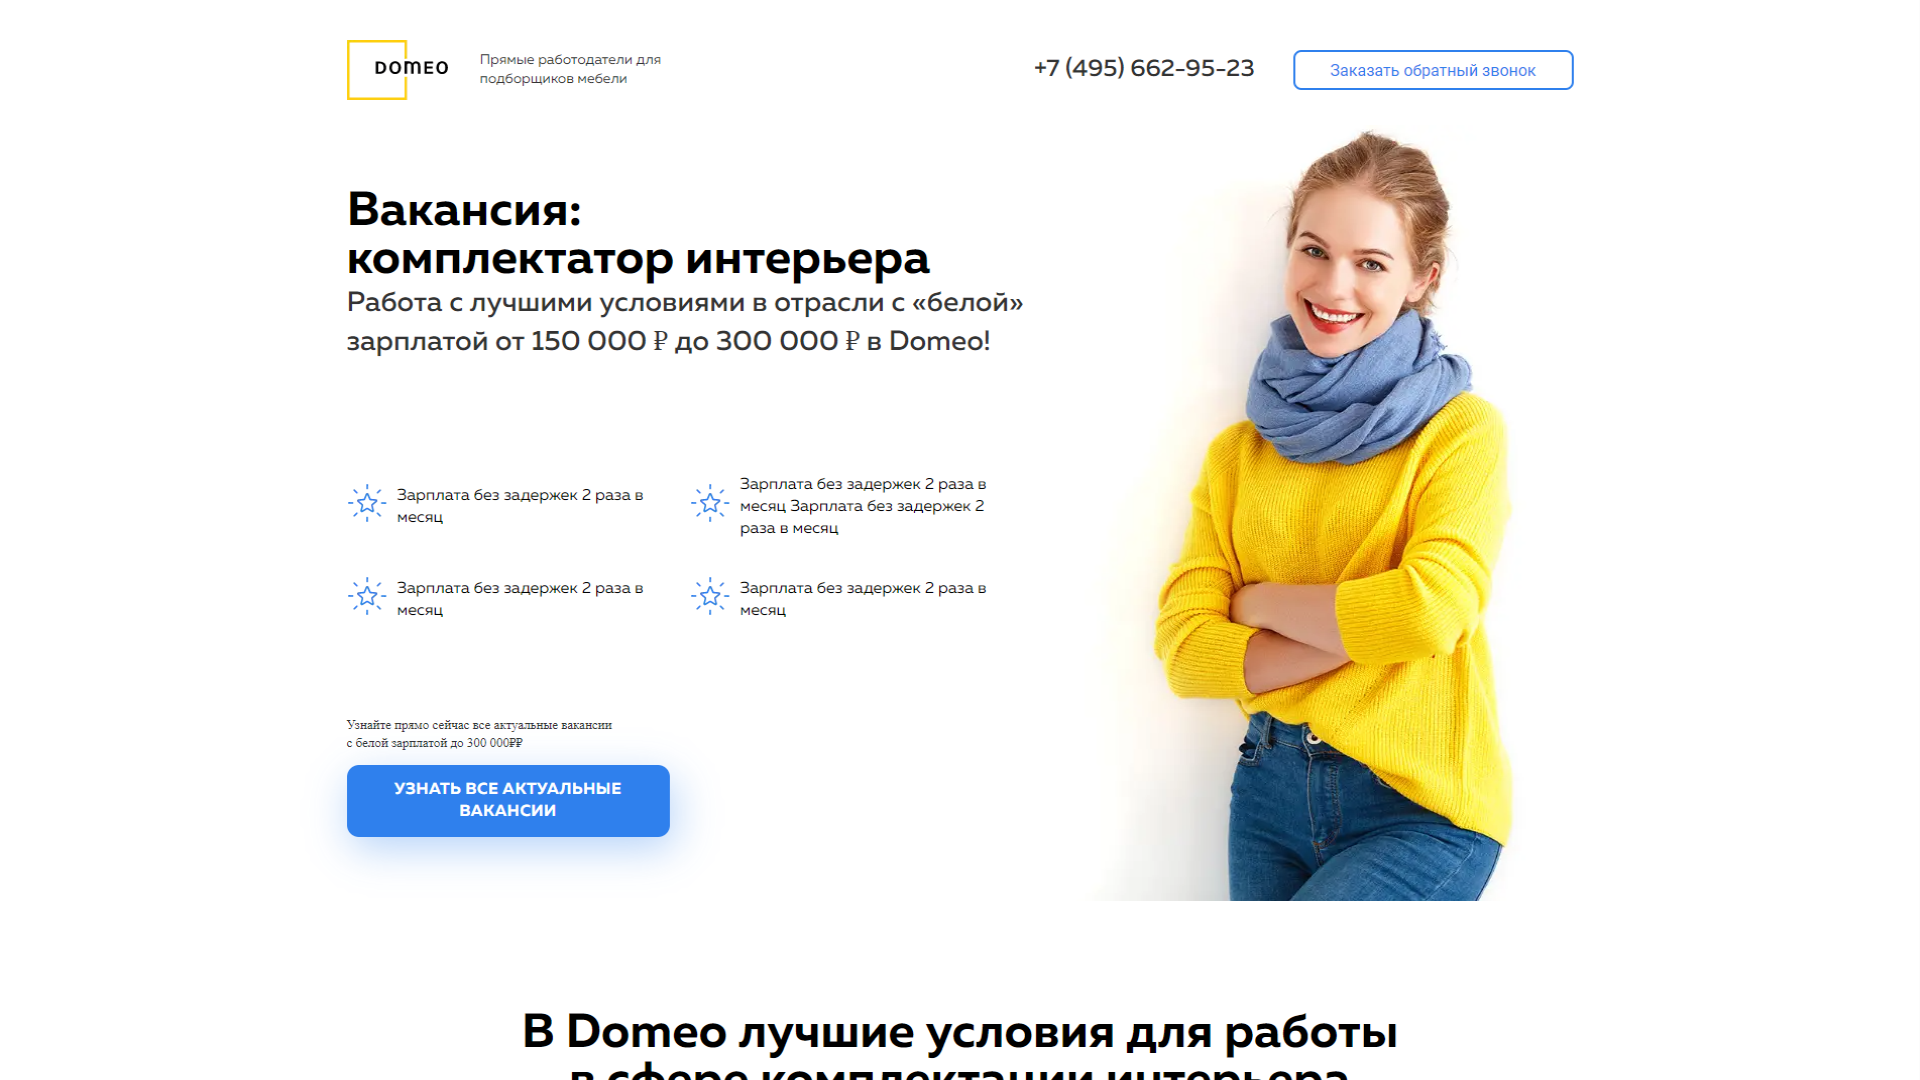 DOMEO
Прямые работодатели для
подборщиков мебели
+7 (495) 662-95-23
Заказать обратный звонок
Вакансия:
комплектатор интерьера
Работа с лучшими условиями в отрасли с «белой»
зарплатой от 150 000 ₽ до 300 000 ₽ в Domeo!
Зарплата без задержек 2 раза в
месяц
Зарплата без задержек 2 раза в
месяц Зарплата без задержек 2
раза в месяц
Зарплата без задержек 2 раза в
месяц
Зарплата без задержек 2 раза в
месяц
Узнайте прямо сейчас все актуальные вакансии
с белой зарплатой до 300 000₽₽
УЗНАТЬ ВСЕ АКТУАЛЬНЫЕ
ВАКАНСИИ
В Domeo лучшие условия для работы
в сфере комплектации интерьера